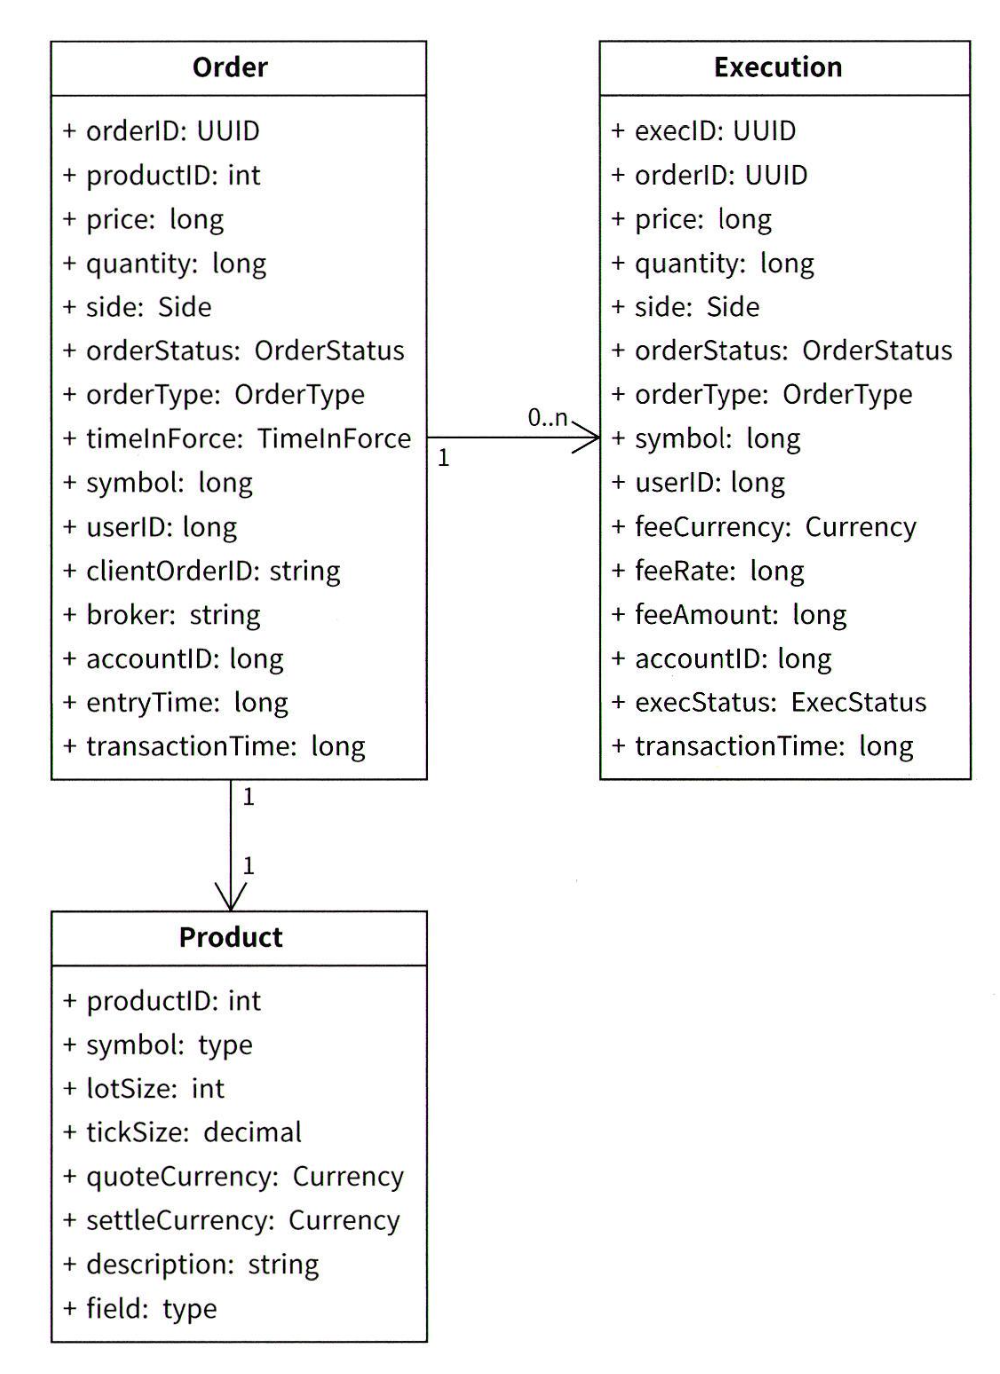 Order
+ orderID: UUID
+ productID: int
+ price: long
+ quantity: long
+ side: Side
+ orderStatus: OrderStatus
+ orderType: OrderType
+ timeInForce: TimeInForce
+ symbol: long
+ userID: long
+ clientOrderID: string
+ broker: string
+ accountID: long
+ entryTime: long
+ transactionTime: long
0..n
1
Execution
+ execID: UUID
+ orderID: UUID
+ price: long
+ quantity: long
+ side: Side
+ orderStatus: OrderStatus
+ orderType: OrderType
+ symbol: long
+ userID: long
+ feeCurrency: Currency
+ feeRate: long
+ feeAmount: long
+ accountID: long
+ execStatus: ExecStatus
+ transactionTime: long
1
1
Product
+ productID: int
+ symbol: type
+ lotSize: int
+ tickSize: decimal
+ quoteCurrency: Currency
+ settleCurrency: Currency
+ description: string
+ field: type